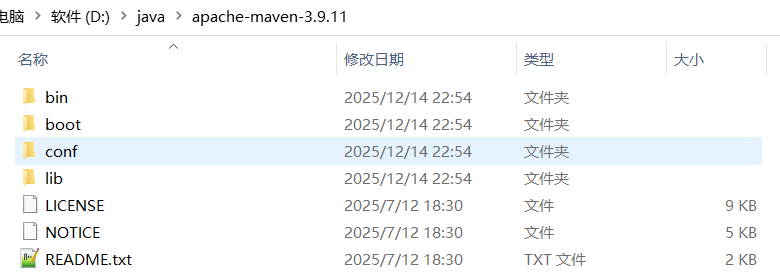 电脑 > 软件 (D:) > java > apache-maven-3.9.11
名称 修改日期 类型 大小
bin 2025/12/14 22:54 文件夹
boot 2025/12/14 22:54 文件夹
conf 2025/12/14 22:54 文件夹
lib 2025/12/14 22:54 文件夹
LICENSE 2025/7/12 18:30 文件 9 KB
NOTICE 2025/7/12 18:30 文件 5 KB
README.txt 2025/7/12 18:30 TXT 文件 2 KB